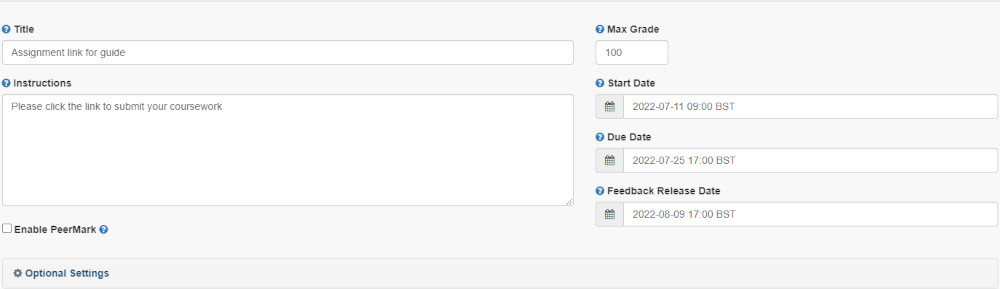 Title
Assignment link for guide
Instructions
Please click the link to submit your coursework
Enable PeerMark
Max Grade
100
Start Date
2022-07-11 09:00 BST
Due Date
2022-07-25 17:00 BST
Feedback Release Date
2022-08-09 17:00 BST
Optional Settings